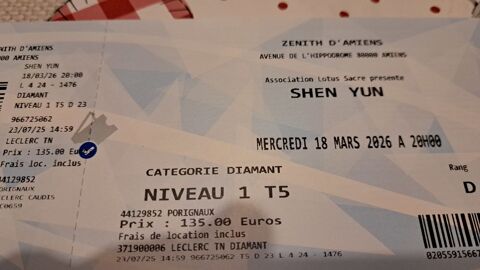 ZENITH D'AMIENS
SHEN YUN
18/03/26 20:00
L 4 24 - 1476
DIAMANT
NIVEAU 1 T5 D 23
966725062
23/07/25 14:59
LECLERC TN
Prix : 135.00 Eu
Frais loc. inclus
44129852
PORIGNAUX
LECLERC CAUDIS
ZENITH D'AMIENS
AVENUE DE L'HIPPODROME 80000 AMIENS
Association Lotus Sacre présente
SHEN YUN
MERCREDI 18 MARS 2026 A 20H00
CATEGORIE DIAMANT
NIVEAU 1 T5
Rang
D
44129852 PORIGNAUX
Prix : 135.00 Euros
Frais de location inclus
371900006 LECLERC TN DIAMANT
23/07/25 14:59 966725062 T5 D 23 L 4 24 - 1476